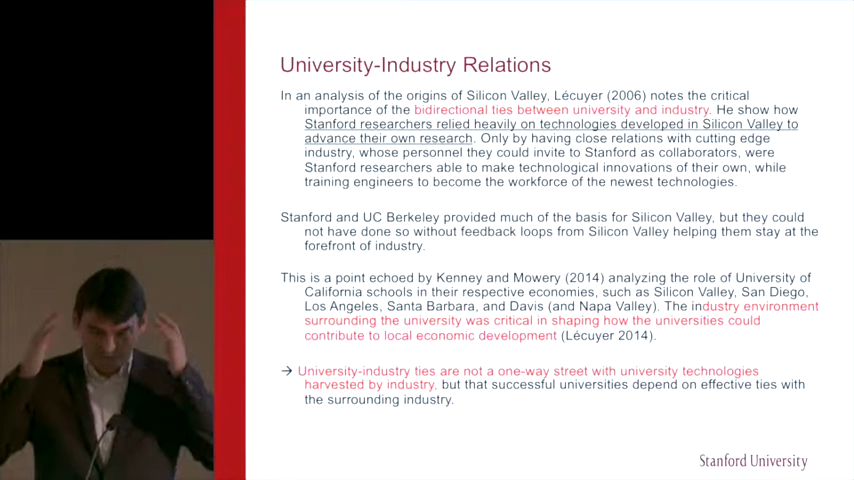 University-Industry Relations
In an analysis of the origins of Silicon Valley, Lécuyer (2006) notes the critical
importance of the bidirectional ties between university and industry. He show how
Stanford researchers relied heavily on technologies developed in Silicon Valley to
advance their own research. Only by having close relations with cutting edge
industry, whose personnel they could invite to Stanford as collaborators, were
Stanford researchers able to make technological innovations of their own, while
training engineers to become the workforce of the newest technologies.
Stanford and UC Berkeley provided much of the basis for Silicon Valley, but they could
not have done so without feedback loops from Silicon Valley helping them stay at the
forefront of industry.
This is a point echoed by Kenney and Mowery (2014) analyzing the role of University of
California schools in their respective economies, such as Silicon Valley, San Diego,
Los Angeles, Santa Barbara, and Davis (and Napa Valley). The industry environment
surrounding the university was critical in shaping how the universities could
contribute to local economic development (Lécuyer 2014).
→ University-industry ties are not a one-way street with university technologies
harvested by industry, but that successful universities depend on effective ties with
the surrounding industry.
Stanford University